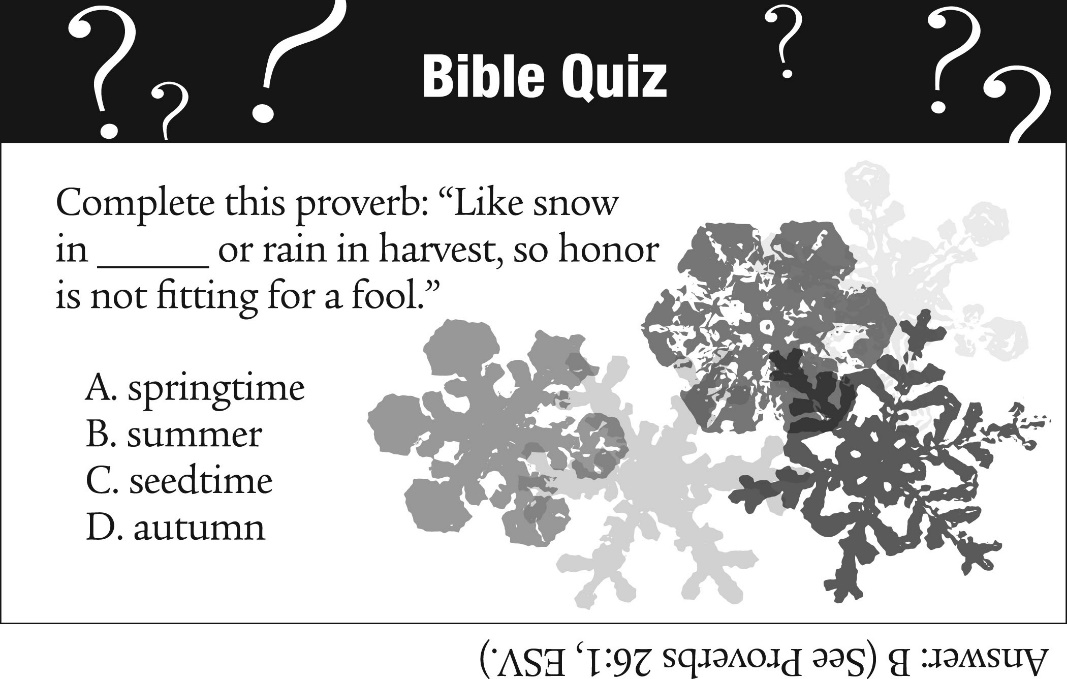 Bible Quiz
Complete this proverb: “Like snow
in ______ or rain in harvest, so honor
is not fitting for a fool.”
A. springtime
B. summer
C. seedtime
D. autumn
Answer: B (See Proverbs 26:1, ESV.)